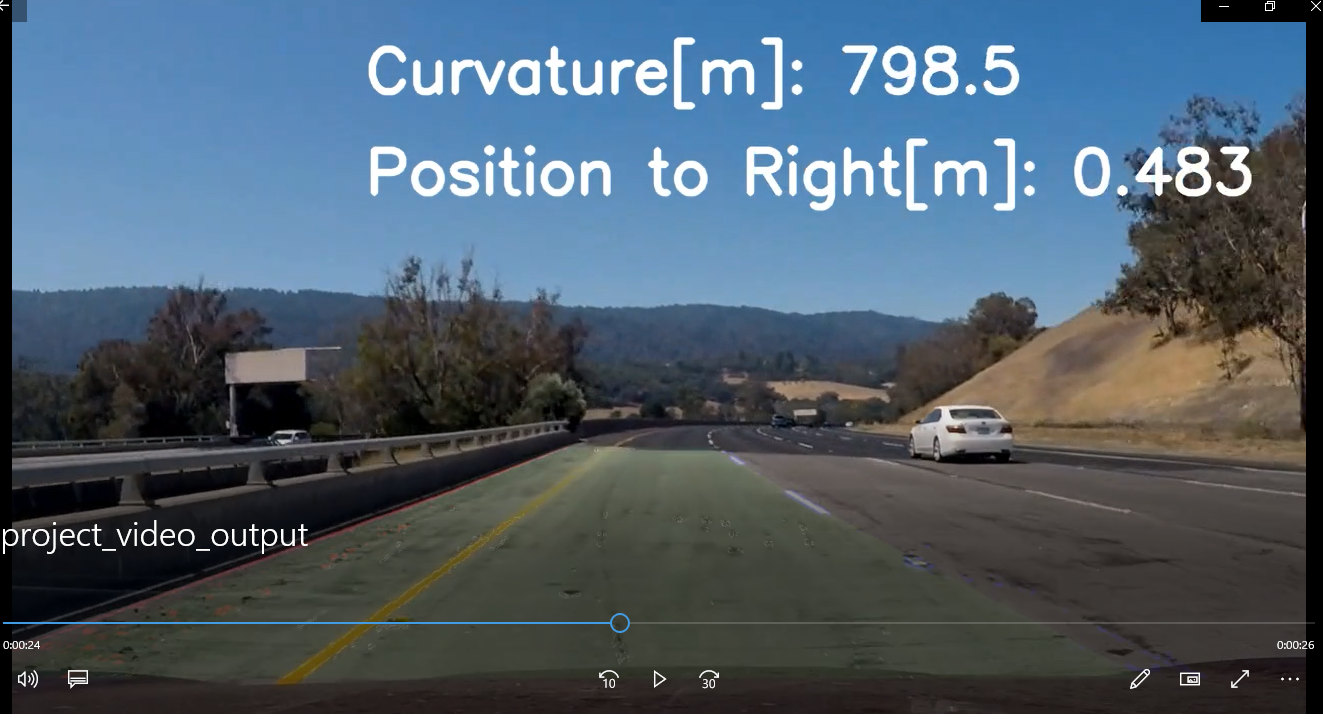 Curvature[m]: 798.5
Position to Right[m]: 0.483
project_video_output
0:00:24
0:00:26
10
30